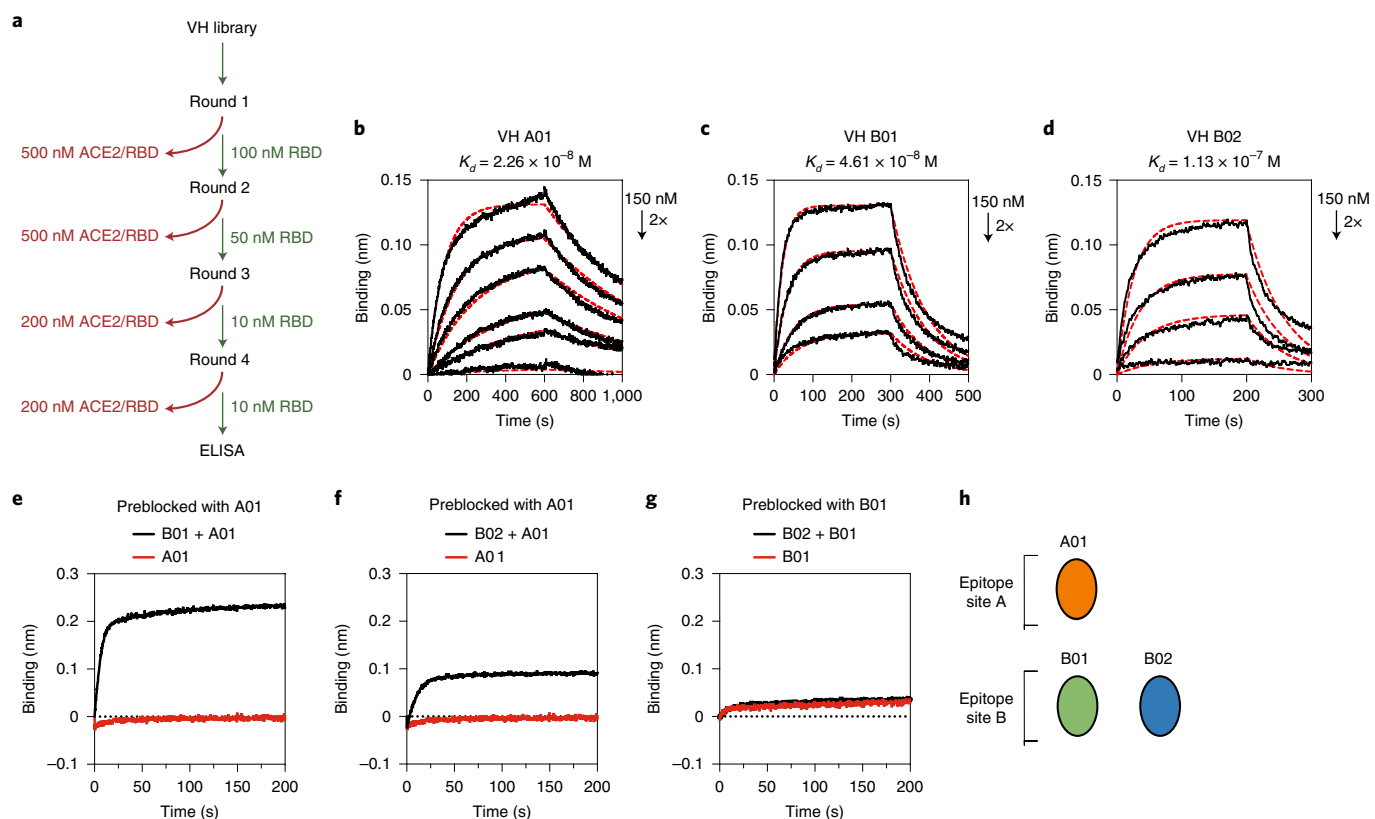 a
VH library
Round 1
500 nM ACE2/RBD
100 nM RBD
Round 2
500 nM ACE2/RBD
50 nM RBD
Round 3
200 nM ACE2/RBD
10 nM RBD
Round 4
200 nM ACE2/RBD
10 nM RBD
ELISA
b
VH A01
Kd = 2.26 × 10–8 M
0.15
0.10
0.05
0
Binding (nm)
0 200 400 600 800 1,000
Time (s)
150 nM
2×
c
VH B01
Kd = 4.61 × 10–8 M
0.15
0.10
0.05
0
Binding (nm)
0 100 200 300 400 500
Time (s)
150 nM
2×
d
VH B02
Kd = 1.13 × 10–7 M
0.15
0.10
0.05
0
Binding (nm)
0 100 200 300
Time (s)
150 nM
2×
e
Preblocked with A01
B01 + A01
A01
0.3
0.2
0.1
0
–0.1
Binding (nm)
0 50 100 150 200
Time (s)
f
Preblocked with A01
B02 + A01
A01
0.3
0.2
0.1
0
–0.1
Binding (nm)
0 50 100 150 200
Time (s)
g
Preblocked with B01
B02 + B01
B01
0.3
0.2
0.1
0
–0.1
Binding (nm)
0 50 100 150 200
Time (s)
h
A01
Epitope
site A
B01 B02
Epitope
site B